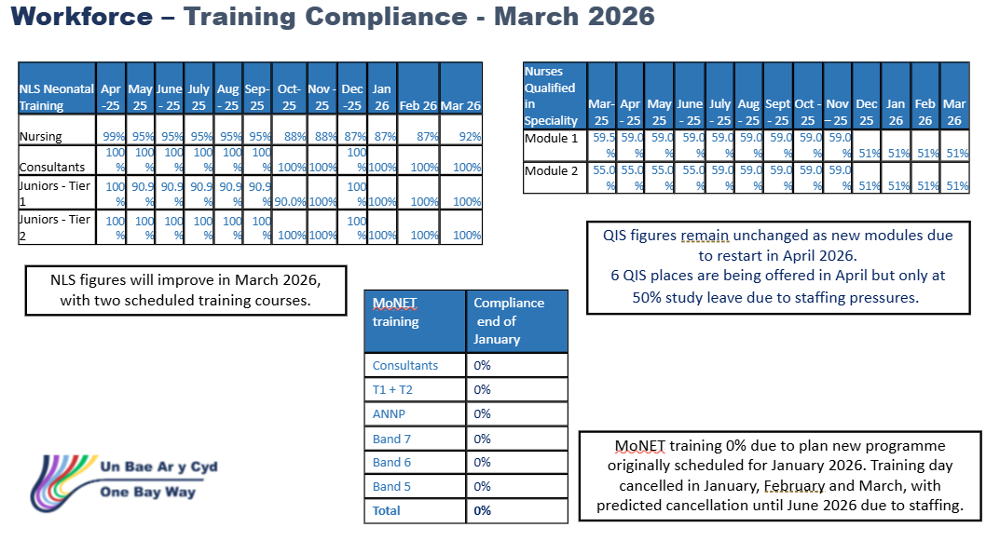 Workforce – Training Compliance - March 2026
NLS Neonatal Training | Apr -25 | May 25 | June - 25 | July 25 | Aug 25 | Sep- 25 | Oct- 25 | Nov - 25 | Dec -25 | Jan 26 | Feb 26 | Mar 26
Nursing | 99% | 95% | 95% | 95% | 95% | 95% | 88% | 88% | 87% | 87% | 87% | 92%
Consultants | 100% | 100% | 100% | 100% | 100% | 100% | 100% | 100% | 100% | 100% | 100% | 100%
Juniors - Tier 1 | 100% | 90.9% | 90.9% | 90.9% | 90.9% | 90.9% | 90.0% | 100% | 100% | 100% | 100% | 100%
Juniors - Tier 2 | 100% | 100% | 100% | 100% | 100% | 100% | 100% | 100% | 100% | 100% | 100% | 100%
Nurses Qualified in Speciality | Mar- 25 | Apr - 25 | May - 25 | June - 25 | July - 25 | Aug - 25 | Sept - 25 | Oct - 25 | Nov – 25 | Dec 25 | Jan 26 | Feb 26 | Mar 26
Module 1 | 59.5% | 59.0% | 59.0% | 59.0% | 59.0% | 59.0% | 59.0% | 59.0% | 59.0% | 51% | 51% | 51% | 51%
Module 2 | 55.0% | 55.0% | 55.0% | 59.0% | 59.0% | 59.0% | 59.0% | 59.0% | 59.0% | 51% | 51% | 51% | 51%
NLS figures will improve in March 2026,
with two scheduled training courses.
QIS figures remain unchanged as new modules due
to restart in April 2026.
6 QIS places are being offered in April but only at
50% study leave due to staffing pressures.
MoNET training | Compliance end of January
Consultants | 0%
T1 + T2 | 0%
ANNP | 0%
Band 7 | 0%
Band 6 | 0%
Band 5 | 0%
Total | 0%
MoNET training 0% due to plan new programme
originally scheduled for January 2026. Training day
cancelled in January, February and March, with
predicted cancellation until June 2026 due to staffing.
Un Bae Ar y Cyd
One Bay Way